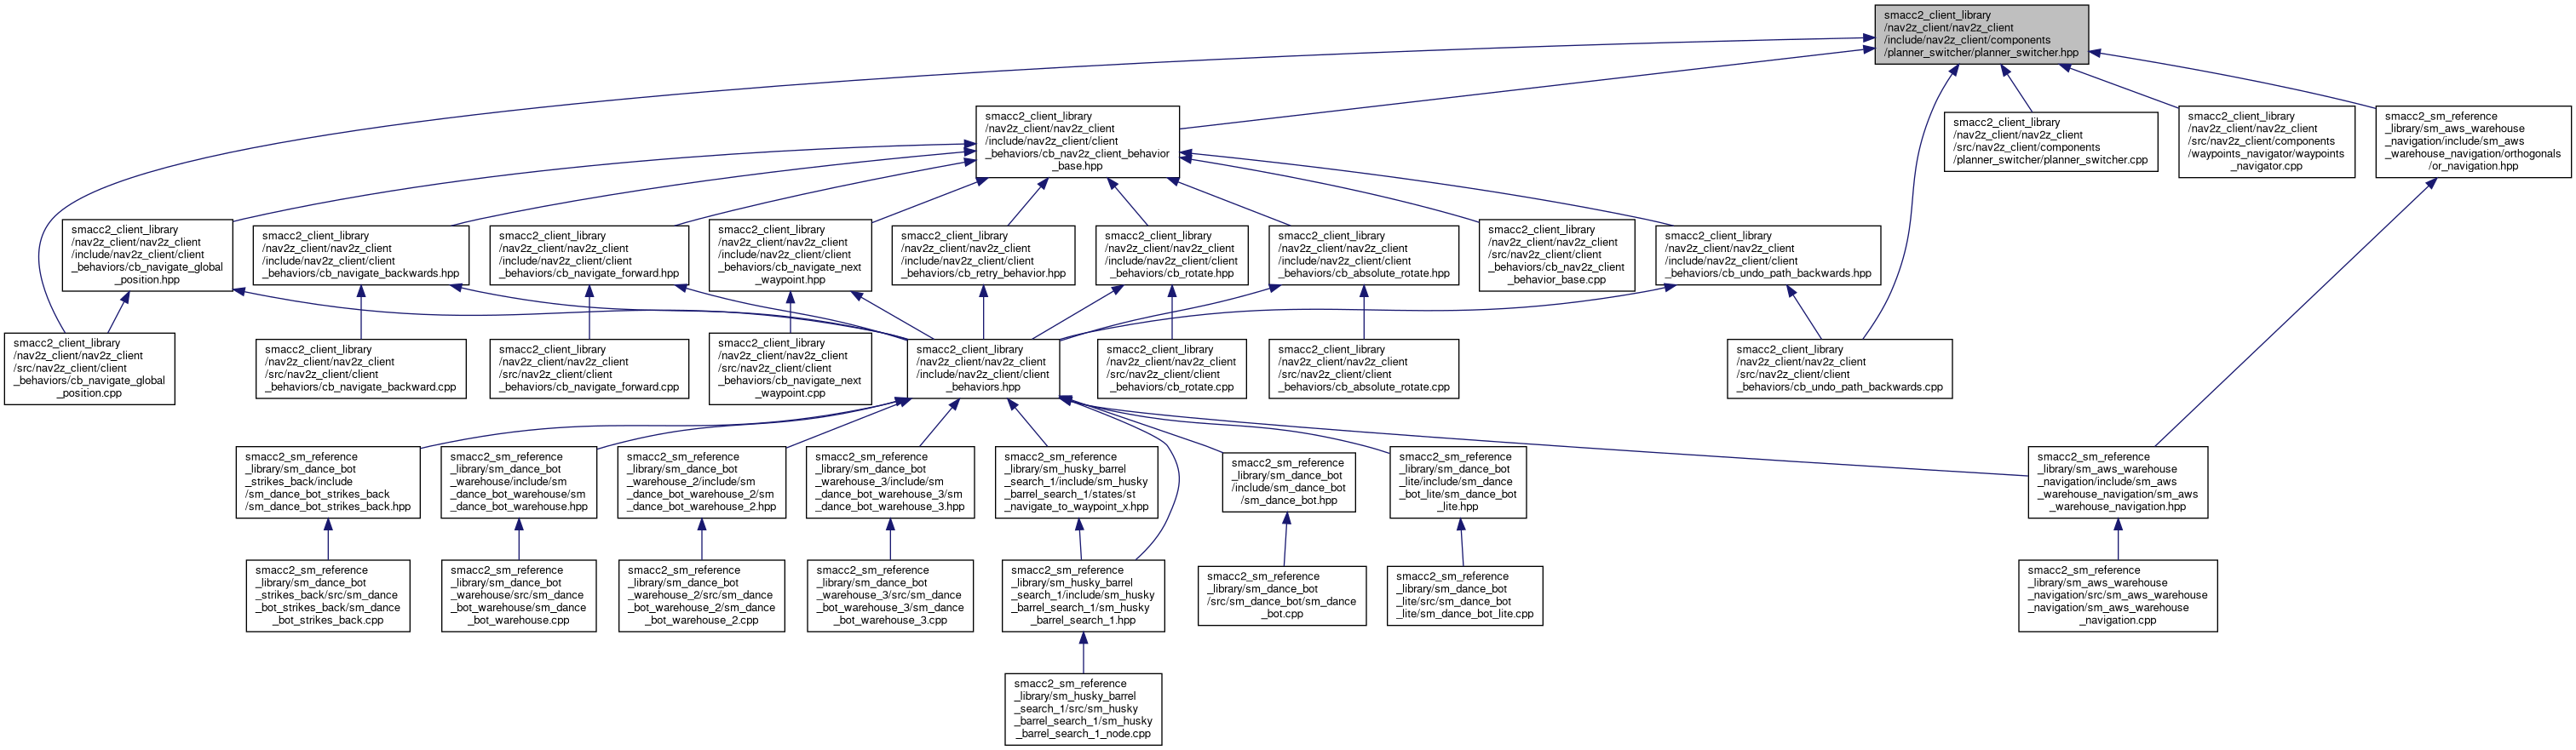 smacc2_client_library
/nav2z_client/nav2z_client
/include/nav2z_client/components
/planner_switcher/planner_switcher.hpp
smacc2_client_library
/nav2z_client/nav2z_client
/include/nav2z_client/client
_behaviors/cb_nav2z_client_behavior
_base.hpp
smacc2_client_library
/nav2z_client/nav2z_client
/src/nav2z_client/components
/planner_switcher/planner_switcher.cpp
smacc2_client_library
/nav2z_client/nav2z_client
/src/nav2z_client/components
/waypoints_navigator/waypoints
_navigator.cpp
smacc2_sm_reference
_library/sm_aws_warehouse
_navigation/include/sm_aws
_warehouse_navigation/orthogonals
/or_navigation.hpp
smacc2_client_library
/nav2z_client/nav2z_client
/include/nav2z_client/client
_behaviors/cb_navigate_global
_position.hpp
smacc2_client_library
/nav2z_client/nav2z_client
/include/nav2z_client/client
_behaviors/cb_navigate_backwards.hpp
smacc2_client_library
/nav2z_client/nav2z_client
/include/nav2z_client/client
_behaviors/cb_navigate_forward.hpp
smacc2_client_library
/nav2z_client/nav2z_client
/include/nav2z_client/client
_behaviors/cb_navigate_next
_waypoint.hpp
smacc2_client_library
/nav2z_client/nav2z_client
/include/nav2z_client/client
_behaviors/cb_retry_behavior.hpp
smacc2_client_library
/nav2z_client/nav2z_client
/include/nav2z_client/client
_behaviors/cb_rotate.hpp
smacc2_client_library
/nav2z_client/nav2z_client
/include/nav2z_client/client
_behaviors/cb_absolute_rotate.hpp
smacc2_client_library
/nav2z_client/nav2z_client
/src/nav2z_client/client
_behaviors/cb_nav2z_client
_behavior_base.cpp
smacc2_client_library
/nav2z_client/nav2z_client
/include/nav2z_client/client
_behaviors/cb_undo_path_backwards.hpp
smacc2_client_library
/nav2z_client/nav2z_client
/src/nav2z_client/client
_behaviors/cb_navigate_global
_position.cpp
smacc2_client_library
/nav2z_client/nav2z_client
/src/nav2z_client/client
_behaviors/cb_navigate_backward.cpp
smacc2_client_library
/nav2z_client/nav2z_client
/src/nav2z_client/client
_behaviors/cb_navigate_forward.cpp
smacc2_client_library
/nav2z_client/nav2z_client
/src/nav2z_client/client
_behaviors/cb_navigate_next
_waypoint.cpp
smacc2_client_library
/nav2z_client/nav2z_client
/include/nav2z_client/client
_behaviors.hpp
smacc2_client_library
/nav2z_client/nav2z_client
/src/nav2z_client/client
_behaviors/cb_rotate.cpp
smacc2_client_library
/nav2z_client/nav2z_client
/src/nav2z_client/client
_behaviors/cb_absolute_rotate.cpp
smacc2_client_library
/nav2z_client/nav2z_client
/src/nav2z_client/client
_behaviors/cb_undo_path_backwards.cpp
smacc2_sm_reference
_library/sm_dance_bot
_strikes_back/include
/sm_dance_bot_strikes_back
/sm_dance_bot_strikes_back.hpp
smacc2_sm_reference
_library/sm_dance_bot
_warehouse/include/sm
_dance_bot_warehouse/sm
_dance_bot_warehouse.hpp
smacc2_sm_reference
_library/sm_dance_bot
_warehouse_2/include/sm
_dance_bot_warehouse_2/sm
_dance_bot_warehouse_2.hpp
smacc2_sm_reference
_library/sm_dance_bot
_warehouse_3/include/sm
_dance_bot_warehouse_3/sm
_dance_bot_warehouse_3.hpp
smacc2_sm_reference
_library/sm_husky_barrel
_search_1/include/sm_husky
_barrel_search_1/states/st
_navigate_to_waypoint_x.hpp
smacc2_sm_reference
_library/sm_dance_bot
/include/sm_dance_bot
/sm_dance_bot.hpp
smacc2_sm_reference
_library/sm_dance_bot
_lite/include/sm_dance
_bot_lite/sm_dance_bot
_lite.hpp
smacc2_sm_reference
_library/sm_aws_warehouse
_navigation/include/sm_aws
_warehouse_navigation/sm_aws
_warehouse_navigation.hpp
smacc2_sm_reference
_library/sm_dance_bot
_strikes_back/src/sm_dance
_bot_strikes_back/sm_dance
_bot_strikes_back.cpp
smacc2_sm_reference
_library/sm_dance_bot
_warehouse/src/sm_dance
_bot_warehouse/sm_dance
_bot_warehouse.cpp
smacc2_sm_reference
_library/sm_dance_bot
_warehouse_2/src/sm_dance
_bot_warehouse_2/sm_dance
_bot_warehouse_2.cpp
smacc2_sm_reference
_library/sm_dance_bot
_warehouse_3/src/sm_dance
_bot_warehouse_3/sm_dance
_bot_warehouse_3.cpp
smacc2_sm_reference
_library/sm_husky_barrel
_search_1/include/sm_husky
_barrel_search_1/sm_husky
_barrel_search_1.hpp
smacc2_sm_reference
_library/sm_dance_bot
/src/sm_dance_bot/sm_dance
_bot.cpp
smacc2_sm_reference
_library/sm_dance_bot
_lite/src/sm_dance_bot
_lite/sm_dance_bot_lite.cpp
smacc2_sm_reference
_library/sm_aws_warehouse
_navigation/src/sm_aws_warehouse
_navigation/sm_aws_warehouse
_navigation.cpp
smacc2_sm_reference
_library/sm_husky_barrel
_search_1/src/sm_husky
_barrel_search_1/sm_husky
_barrel_search_1_node.cpp